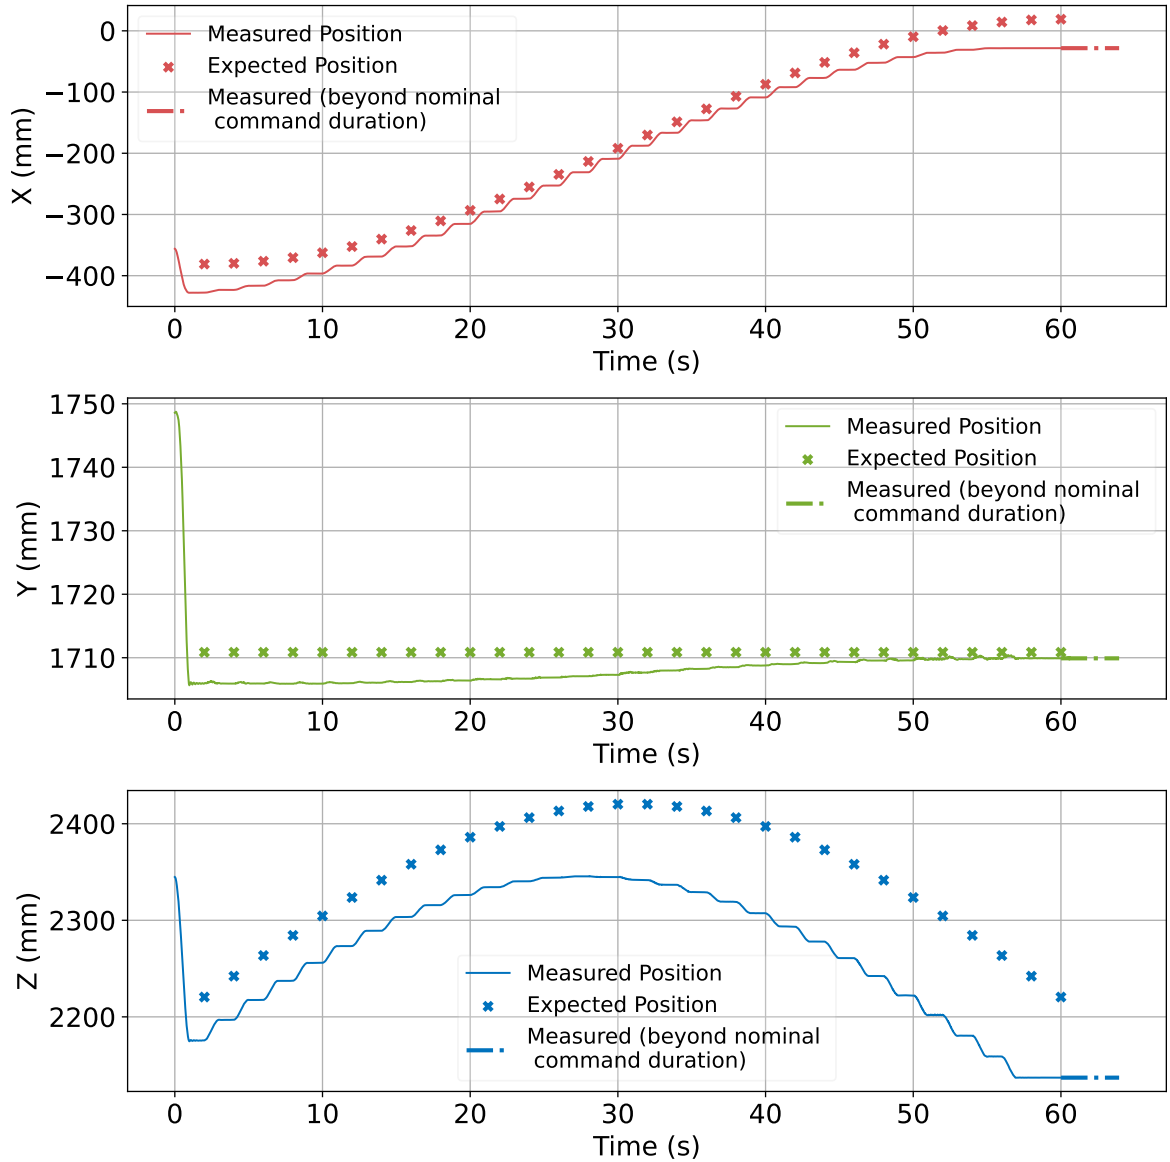 0
−100
−200
−300
−400
X (mm)
Measured Position
Expected Position
Measured (beyond nominal
command duration)
0 10 20 30 40 50 60
Time (s)
1750
1740
1730
1720
1710
Y (mm)
Measured Position
Expected Position
Measured (beyond nominal
command duration)
0 10 20 30 40 50 60
Time (s)
2400
2300
2200
Z (mm)
Measured Position
Expected Position
Measured (beyond nominal
command duration)
0 10 20 30 40 50 60
Time (s)